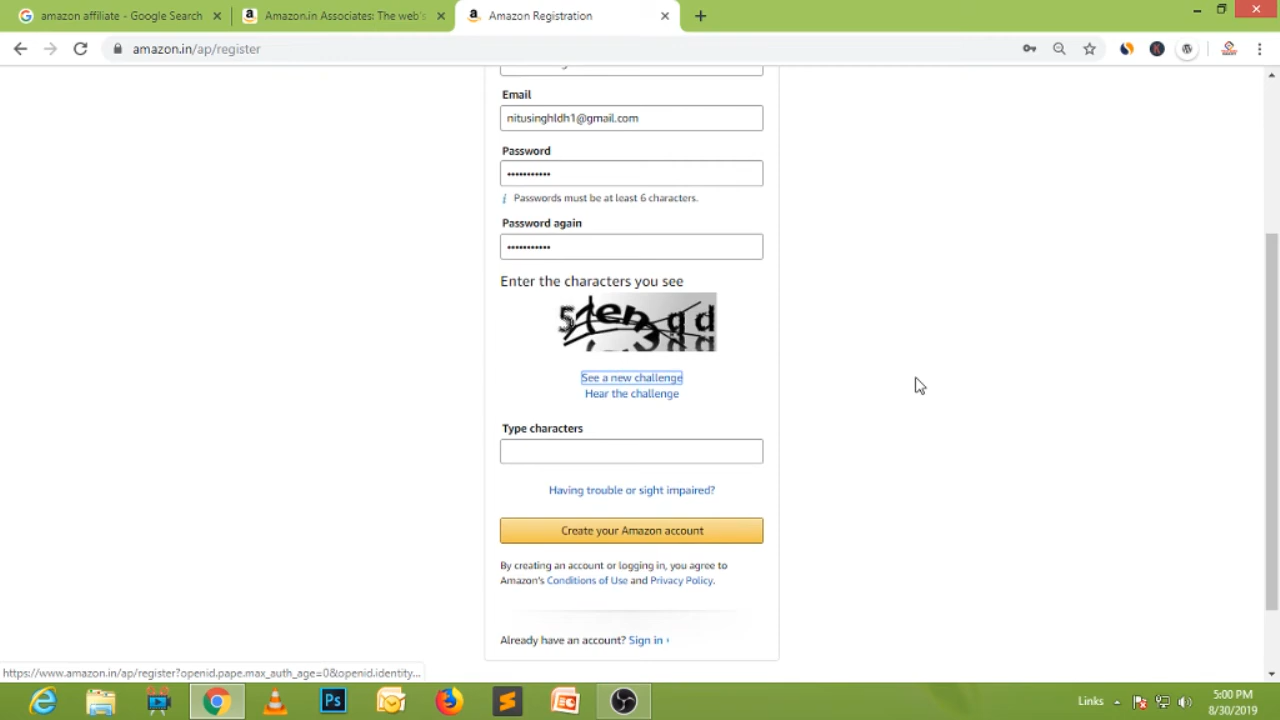 amazon affiliate - Google Search
Amazon.in Associates: The web's
Amazon Registration
amazon.in/ap/register
Email
nitusinghldh1@gmail.com
Password
•••••••••••
i Passwords must be at least 6 characters.
Password again
•••••••••••
Enter the characters you see
See a new challenge
Hear the challenge
Type characters
Having trouble or sight impaired?
Create your Amazon account
By creating an account or logging in, you agree to
Amazon's Conditions of Use and Privacy Policy.
Already have an account? Sign in ›
https://www.amazon.in/ap/register?openid.pape.max_auth_age=0&openid.identity...
Ps
Links
5:00 PM
8/30/2019